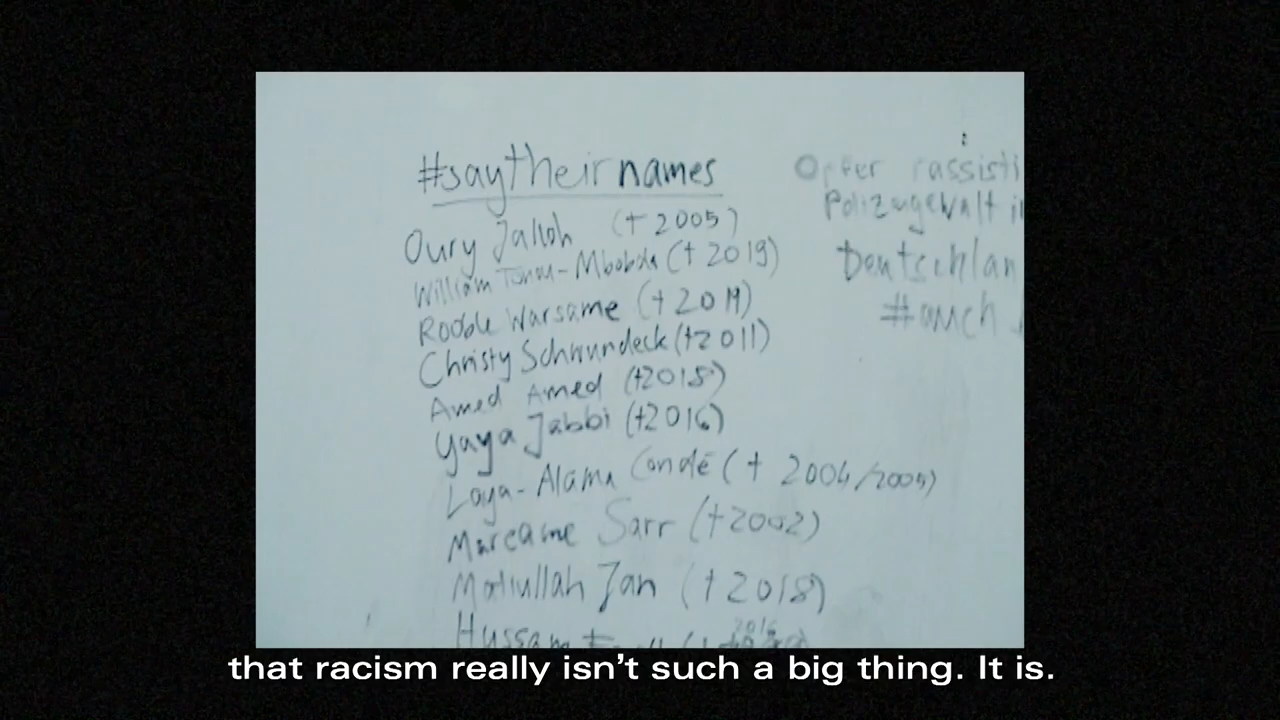 #saytheirnames
Oury Jalloh (+ 2005)
William Tonou-Mbobda (+ 2019)
Rooble Warsame (+ 2019)
Christy Schwundeck (+2011)
Amed Amed (+2018)
Yaya Jabbi (+2016)
Laya-Alama Condé (+ 2004/2005)
Mareame Sarr (+2002)
Matiullah Jan (+ 2018)
Hussam
2016
Opfer rassisti
Polizeigewalt i
Deutschlan
#auch
that racism really isn't such a big thing. It is.